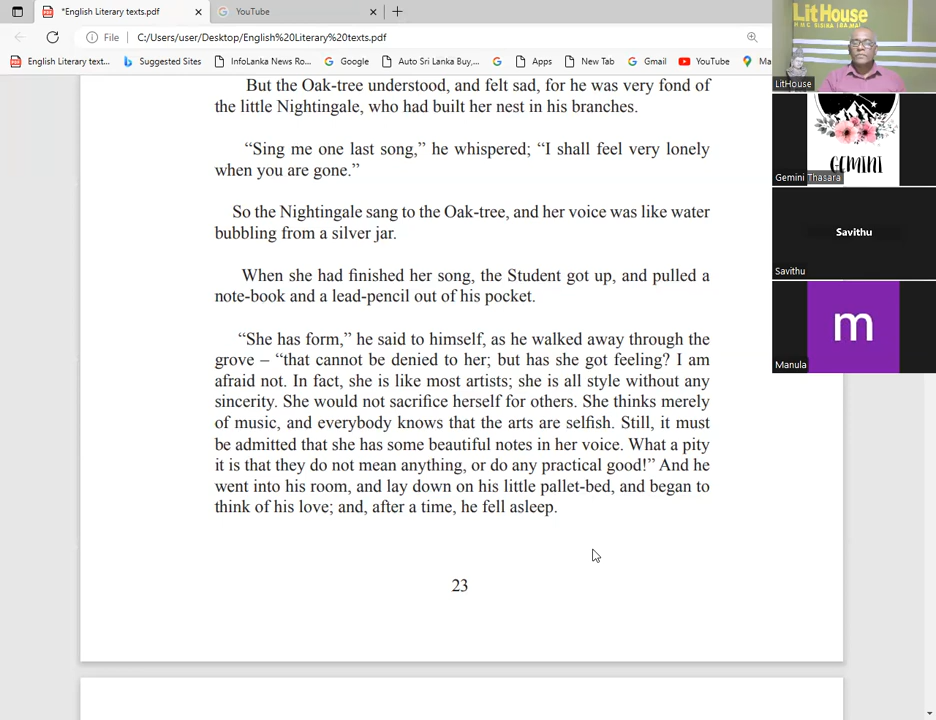 *English Literary texts.pdf
YouTube
File
C:/Users/user/Desktop/English%20Literary%20texts.pdf
English Literary text...
Suggested Sites
InfoLanka News Ro...
Google
Auto Sri Lanka Buy,...
Apps
New Tab
Gmail
YouTube
Ma
But the Oak-tree understood, and felt sad, for he was very fond of
the little Nightingale, who had built her nest in his branches.
“Sing me one last song,” he whispered; “I shall feel very lonely
when you are gone.”
So the Nightingale sang to the Oak-tree, and her voice was like water
bubbling from a silver jar.
When she had finished her song, the Student got up, and pulled a
note-book and a lead-pencil out of his pocket.
“She has form,” he said to himself, as he walked away through the
grove – “that cannot be denied to her; but has she got feeling? I am
afraid not. In fact, she is like most artists; she is all style without any
sincerity. She would not sacrifice herself for others. She thinks merely
of music, and everybody knows that the arts are selfish. Still, it must
be admitted that she has some beautiful notes in her voice. What a pity
it is that they do not mean anything, or do any practical good!” And he
went into his room, and lay down on his little pallet-bed, and began to
think of his love; and, after a time, he fell asleep.
23
LitHouse
LitHouse
GEMINI
Gemini Thasara
Savithu
Savithu
m
Manula